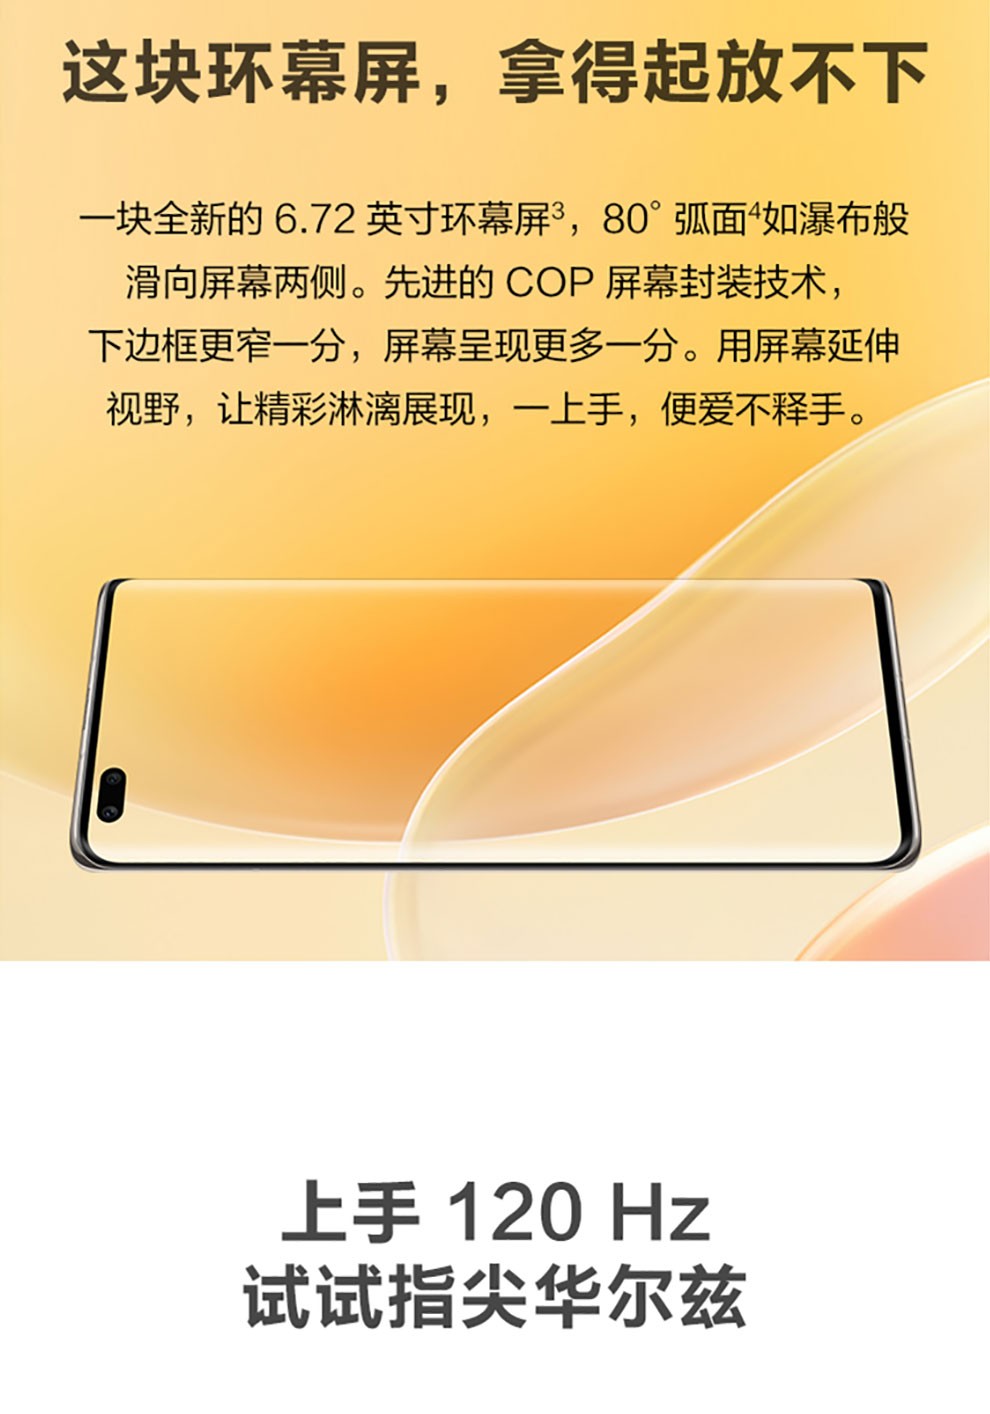 这块环幕屏，拿得起放不下
一块全新的 6.72 英寸环幕屏³，80° 弧面⁴如瀑布般
滑向屏幕两侧。先进的 COP 屏幕封装技术，
下边框更窄一分，屏幕呈现更多一分。用屏幕延伸
视野，让精彩淋漓展现，一上手，便爱不释手。
上手 120 Hz
试试指尖华尔兹